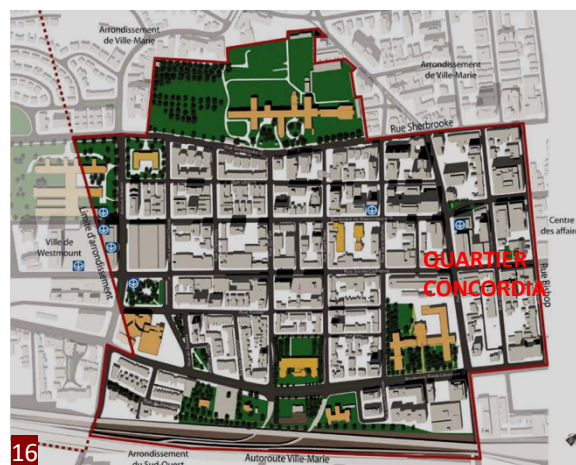 Arrondissement
de Ville-Marie
Arrondissement
de Ville-Marie
Rue Sherbrooke
Limite d'arrondissement
Ville de
Westmount
Centre
des affaire
QUARTIER
CONCORDIA
Rue Bishop
16
Arrondissement
du Sud-Ouest
Autoroute Ville-Marie